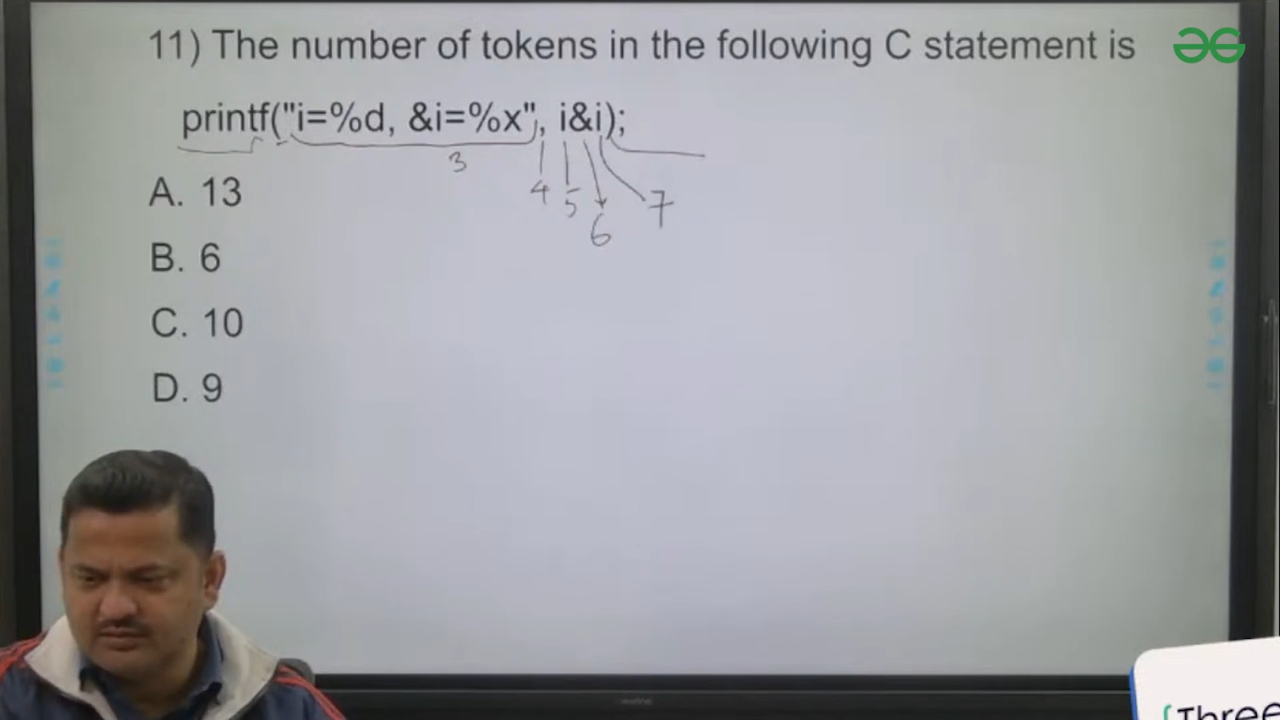 11) The number of tokens in the following C statement is
printf("i=%d, &i=%x", i&i);
3
4
5
6
7
A. 13
B. 6
C. 10
D. 9
{Three